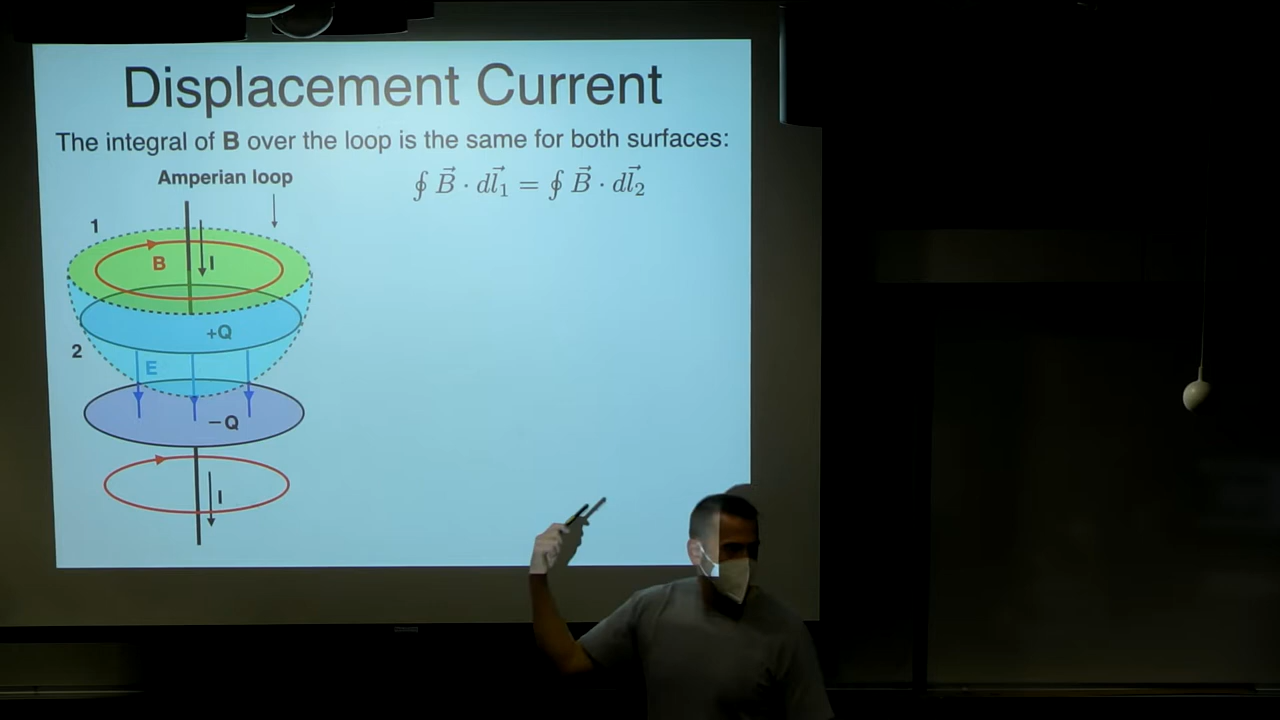 Displacement Current
The integral of B over the loop is the same for both surfaces:
Amperian loop
∮ B⃗ · dl⃗₁ = ∮ B⃗ · dl⃗₂
1
B
I
+Q
2
E
−Q
I